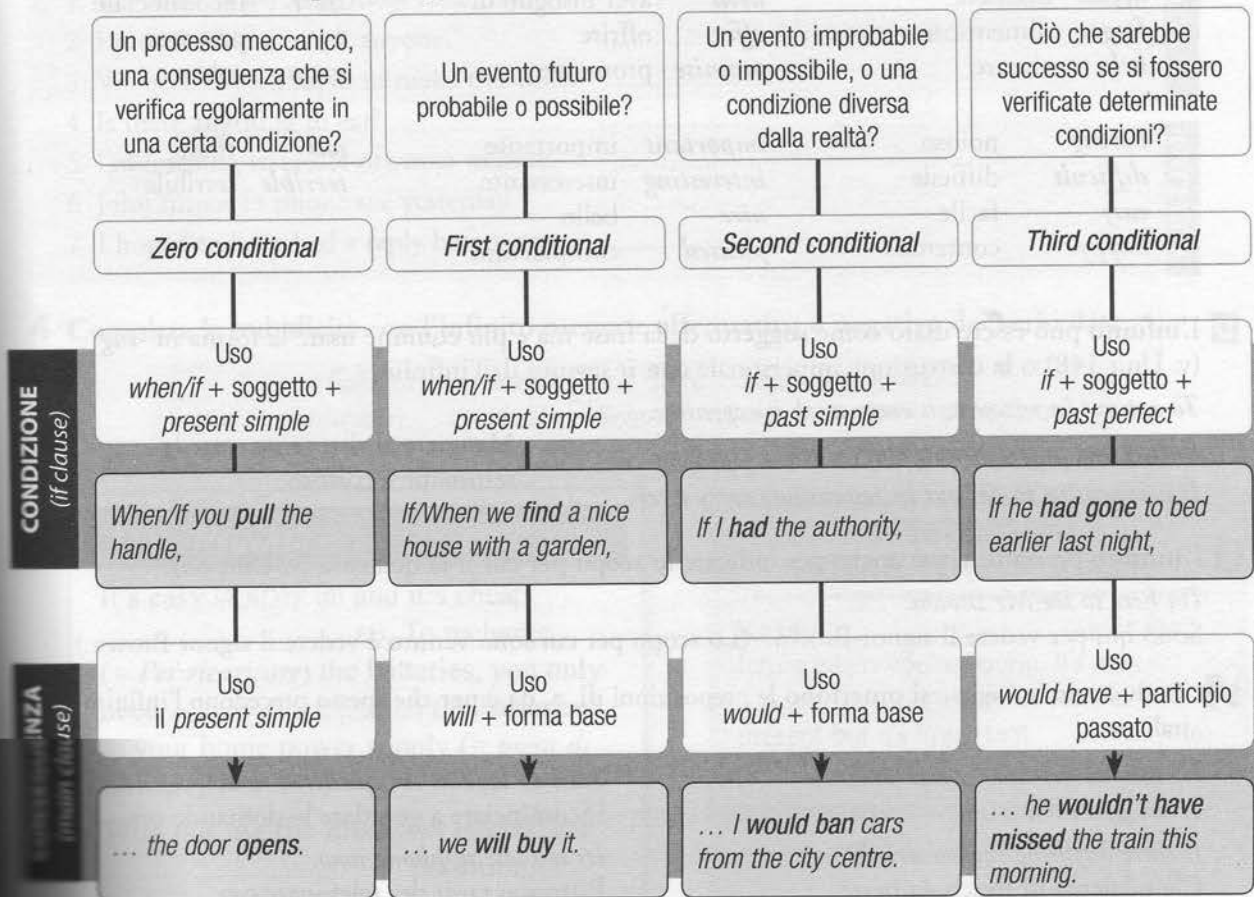 Un processo meccanico,
una conseguenza che si
verifica regolarmente in
una certa condizione?
Un evento futuro
probabile o possibile?
Un evento improbabile
o impossibile, o una
condizione diversa
dalla realtà?
Ciò che sarebbe
successo se si fossero
verificate determinate
condizioni?
Zero conditional
First conditional
Second conditional
Third conditional
CONDIZIONE
(if clause)
Uso
when/if + soggetto +
present simple
Uso
when/if + soggetto +
present simple
Uso
if + soggetto +
past simple
Uso
if + soggetto +
past perfect
When/If you pull the
handle,
If/When we find a nice
house with a garden,
If I had the authority,
If he had gone to bed
earlier last night,
(main clause)
Uso
il present simple
Uso
will + forma base
Uso
would + forma base
Uso
would have + participio
passato
... the door opens.
... we will buy it.
... I would ban cars
from the city centre.
... he wouldn't have
missed the train this
morning.